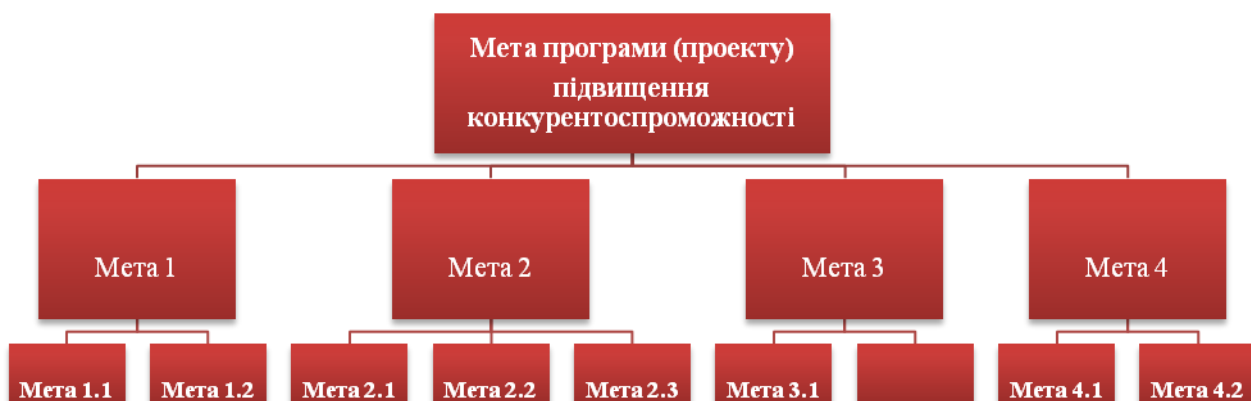 Мета програми (проекту)
підвищення
конкурентоспроможності
Мета 1
Мета 2
Мета 3
Мета 4
Мета 1.1
Мета 1.2
Мета 2.1
Мета 2.2
Мета 2.3
Мета 3.1
Мета 4.1
Мета 4.2